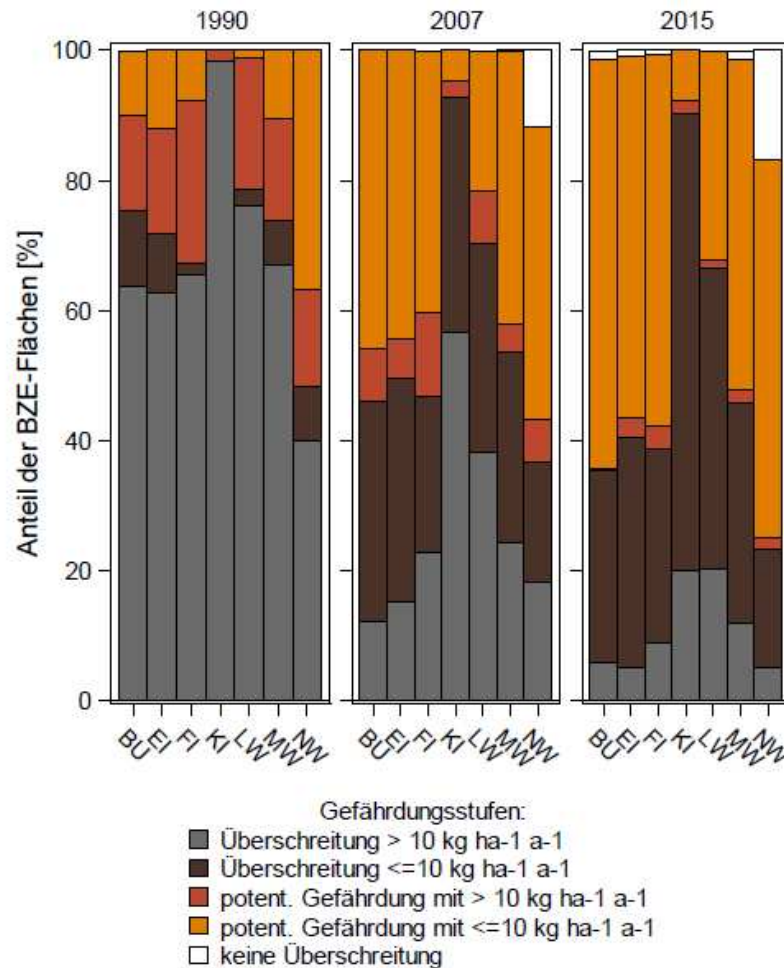 1990 2007 2015
Anteil der BZE-Flächen [%]
100
80
60
40
20
0
BU EI FI KI LW MW NW BU EI FI KI LW MW NW BU EI FI KI LW MW NW
Gefährdungsstufen:
Überschreitung > 10 kg ha-1 a-1
Überschreitung <=10 kg ha-1 a-1
potent. Gefährdung mit > 10 kg ha-1 a-1
potent. Gefährdung mit <=10 kg ha-1 a-1
keine Überschreitung